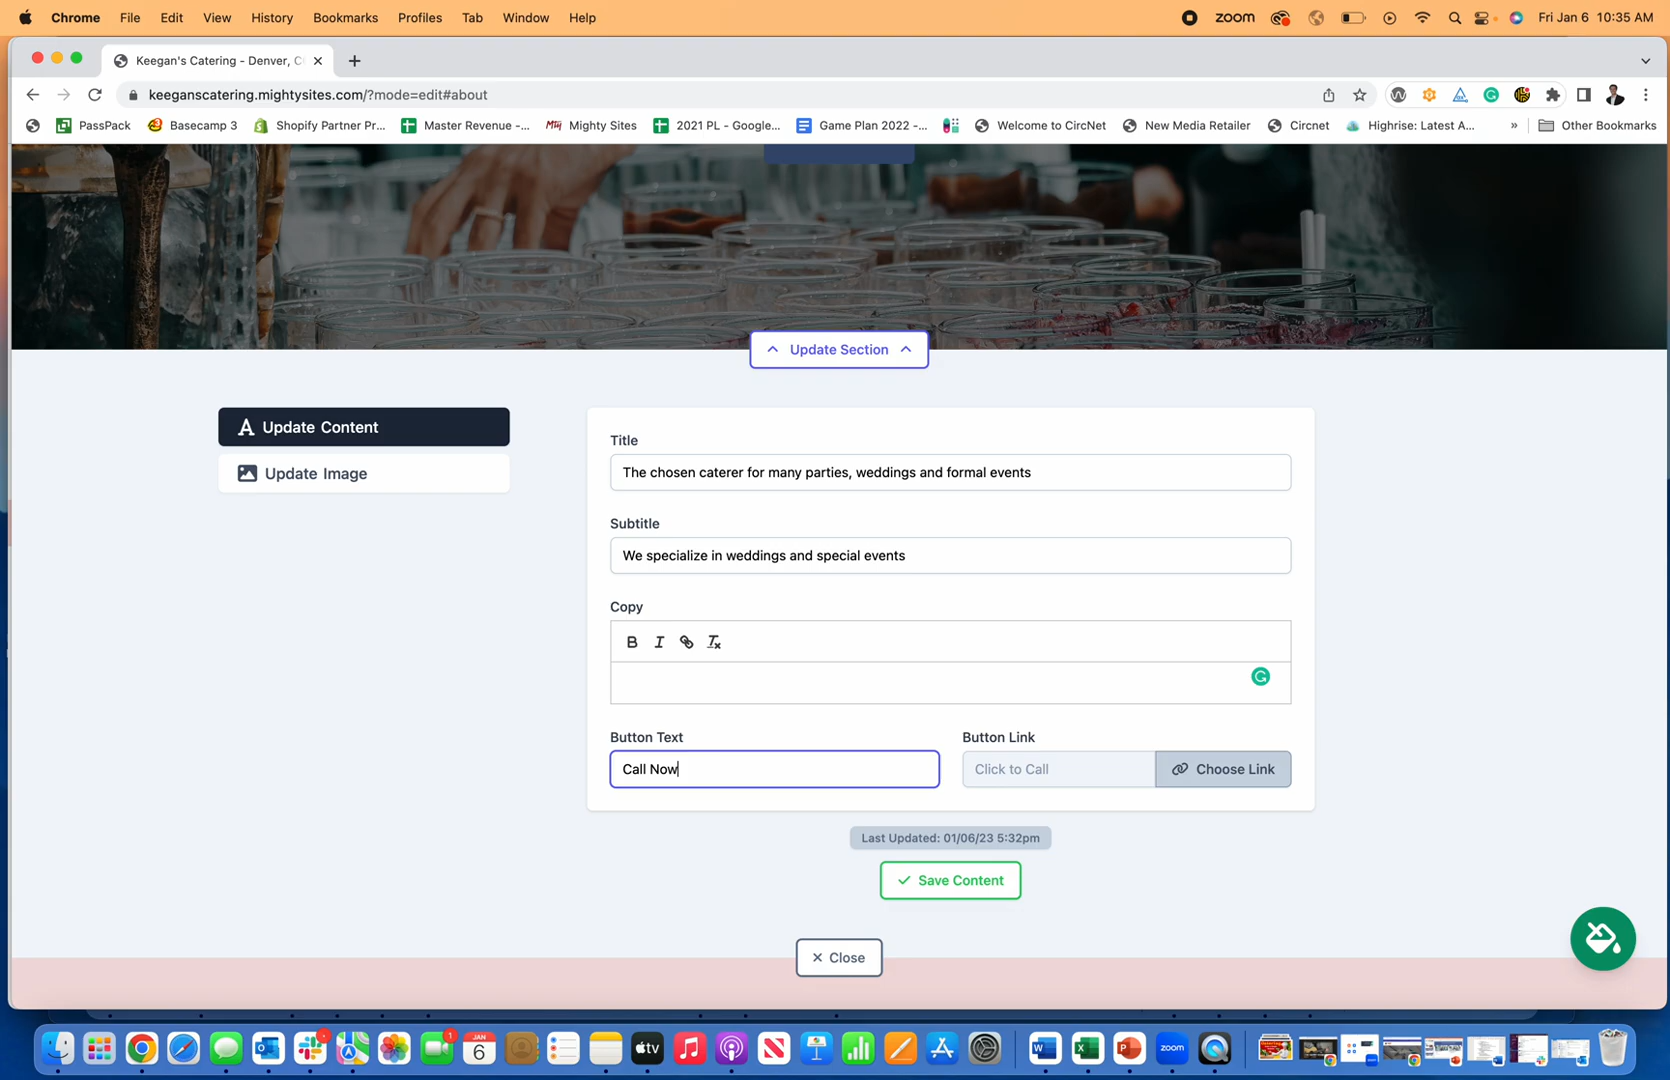 Chrome File Edit View History Bookmarks Profiles Tab Window Help zoom Fri Jan 6 10:35 AM
Keegan's Catering - Denver, C
keeganscatering.mightysites.com/?mode=edit#about
PassPack Basecamp 3 Shopify Partner Pr... Master Revenue -... Mighty Sites 2021 PL - Google... Game Plan 2022 -... Welcome to CircNet New Media Retailer Circnet Highrise: Latest A... » Other Bookmarks
Update Section
Update Content
Update Image
Title
The chosen caterer for many parties, weddings and formal events
Subtitle
We specialize in weddings and special events
Copy
B I
Button Text Button Link
Call Now Click to Call Choose Link
Last Updated: 01/06/23 5:32pm
Save Content
Close
JAN
6
1
tv
zoom